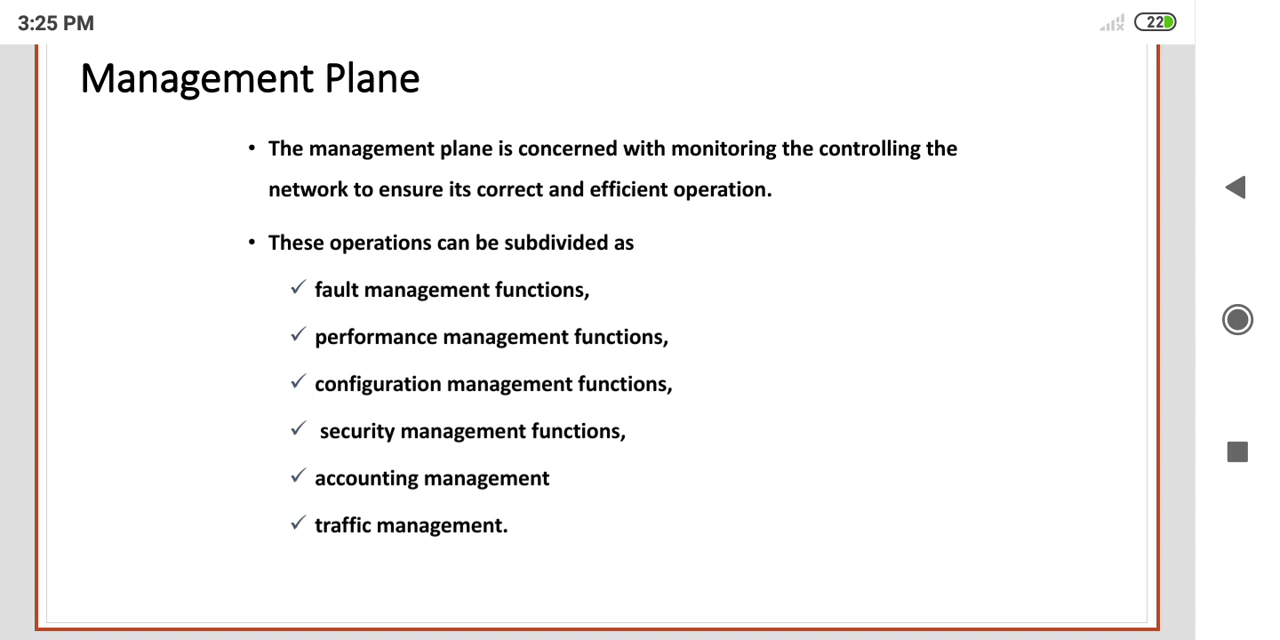 3:25 PM
22
Management Plane
• The management plane is concerned with monitoring the controlling the
network to ensure its correct and efficient operation.
• These operations can be subdivided as
✓ fault management functions,
✓ performance management functions,
✓ configuration management functions,
✓ security management functions,
✓ accounting management
✓ traffic management.